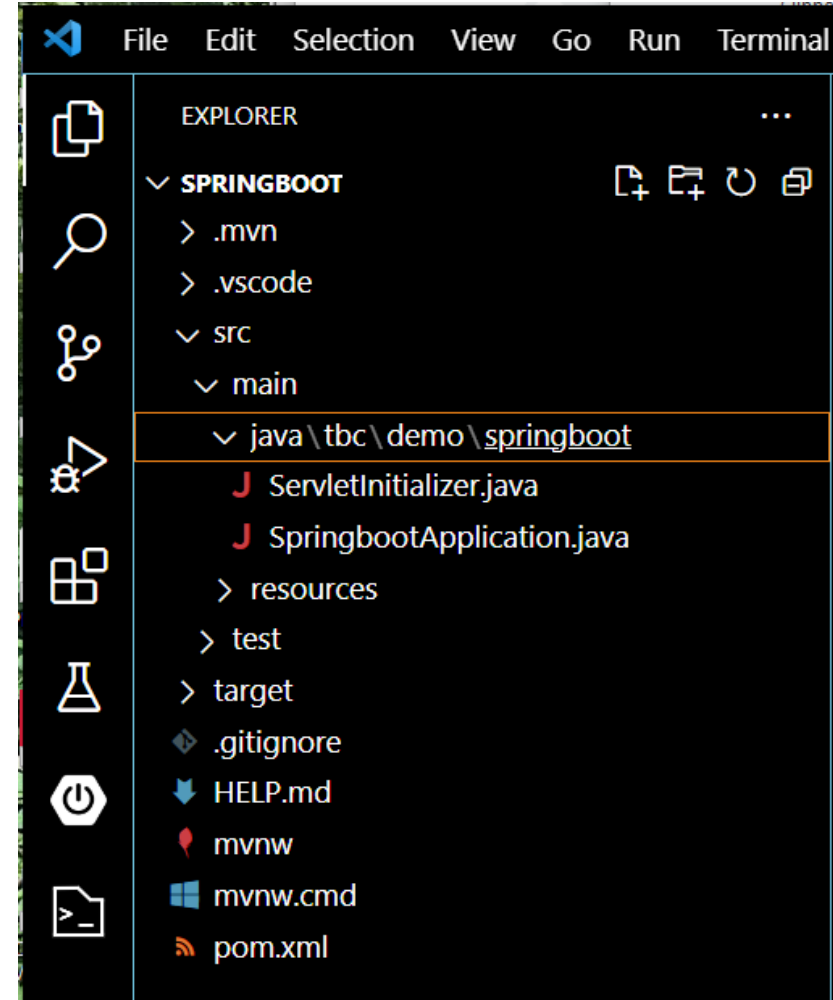 File Edit Selection View Go Run Terminal
EXPLORER
SPRINGBOOT
.mvn
.vscode
src
main
java\tbc\demo\springboot
J ServletInitializer.java
J SpringbootApplication.java
resources
test
target
.gitignore
HELP.md
mvnw
mvnw.cmd
pom.xml